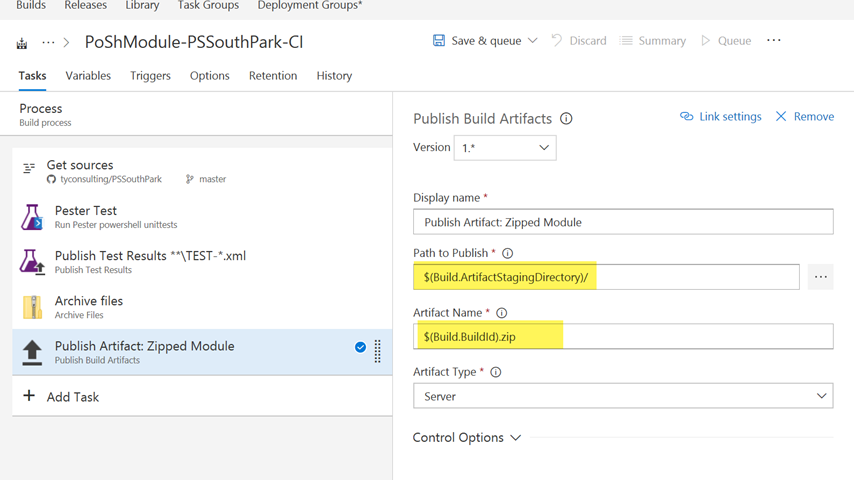 Builds Releases Library Task Groups Deployment Groups*
··· > PoShModule-PSSouthPark-CI
Save & queue Discard Summary Queue ···
Tasks Variables Triggers Options Retention History
Process
Build process
Get sources
tyconsulting/PSSouthPark master
Pester Test
Run Pester powershell unittests
Publish Test Results **\TEST-*.xml
Publish Test Results
Archive files
Archive Files
Publish Artifact: Zipped Module
Publish Build Artifacts
+ Add Task
Publish Build Artifacts
Link settings Remove
Version 1.*
Display name *
Publish Artifact: Zipped Module
Path to Publish *
$(Build.ArtifactStagingDirectory)/
···
Artifact Name *
$(Build.BuildId).zip
Artifact Type *
Server
Control Options